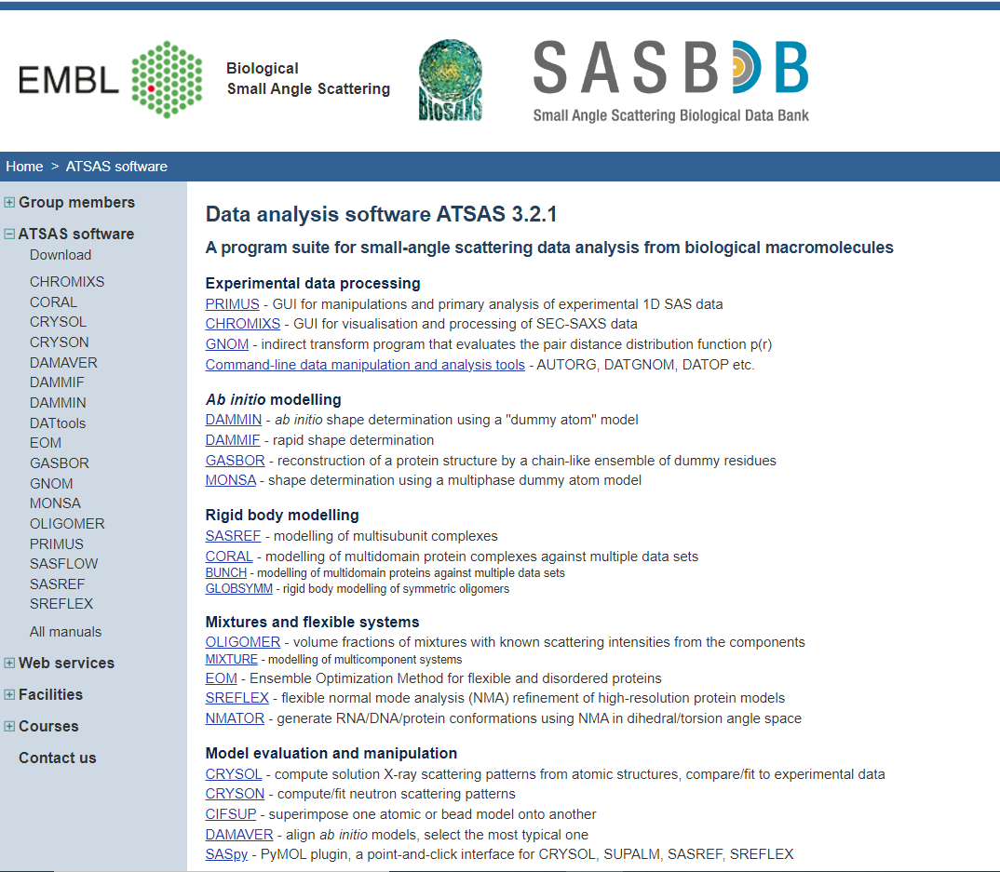 EMBL
Biological
Small Angle Scattering
BIOSAXS
SASBDB
Small Angle Scattering Biological Data Bank
Home > ATSAS software
Group members
ATSAS software
Download
CHROMIXS
CORAL
CRYSOL
CRYSON
DAMAVER
DAMMIF
DAMMIN
DATtools
EOM
GASBOR
GNOM
MONSA
OLIGOMER
PRIMUS
SASFLOW
SASREF
SREFLEX
All manuals
Web services
Facilities
Courses
Contact us
Data analysis software ATSAS 3.2.1
A program suite for small-angle scattering data analysis from biological macromolecules
Experimental data processing
PRIMUS - GUI for manipulations and primary analysis of experimental 1D SAS data
CHROMIXS - GUI for visualisation and processing of SEC-SAXS data
GNOM - indirect transform program that evaluates the pair distance distribution function p(r)
Command-line data manipulation and analysis tools - AUTORG, DATGNOM, DATOP etc.
Ab initio modelling
DAMMIN - ab initio shape determination using a "dummy atom" model
DAMMIF - rapid shape determination
GASBOR - reconstruction of a protein structure by a chain-like ensemble of dummy residues
MONSA - shape determination using a multiphase dummy atom model
Rigid body modelling
SASREF - modelling of multisubunit complexes
CORAL - modelling of multidomain protein complexes against multiple data sets
BUNCH - modelling of multidomain proteins against multiple data sets
GLOBSYMM - rigid body modelling of symmetric oligomers
Mixtures and flexible systems
OLIGOMER - volume fractions of mixtures with known scattering intensities from the components
MIXTURE - modelling of multicomponent systems
EOM - Ensemble Optimization Method for flexible and disordered proteins
SREFLEX - flexible normal mode analysis (NMA) refinement of high-resolution protein models
NMATOR - generate RNA/DNA/protein conformations using NMA in dihedral/torsion angle space
Model evaluation and manipulation
CRYSOL - compute solution X-ray scattering patterns from atomic structures, compare/fit to experimental data
CRYSON - compute/fit neutron scattering patterns
CIFSUP - superimpose one atomic or bead model onto another
DAMAVER - align ab initio models, select the most typical one
SASpy - PyMOL plugin, a point-and-click interface for CRYSOL, SUPALM, SASREF, SREFLEX